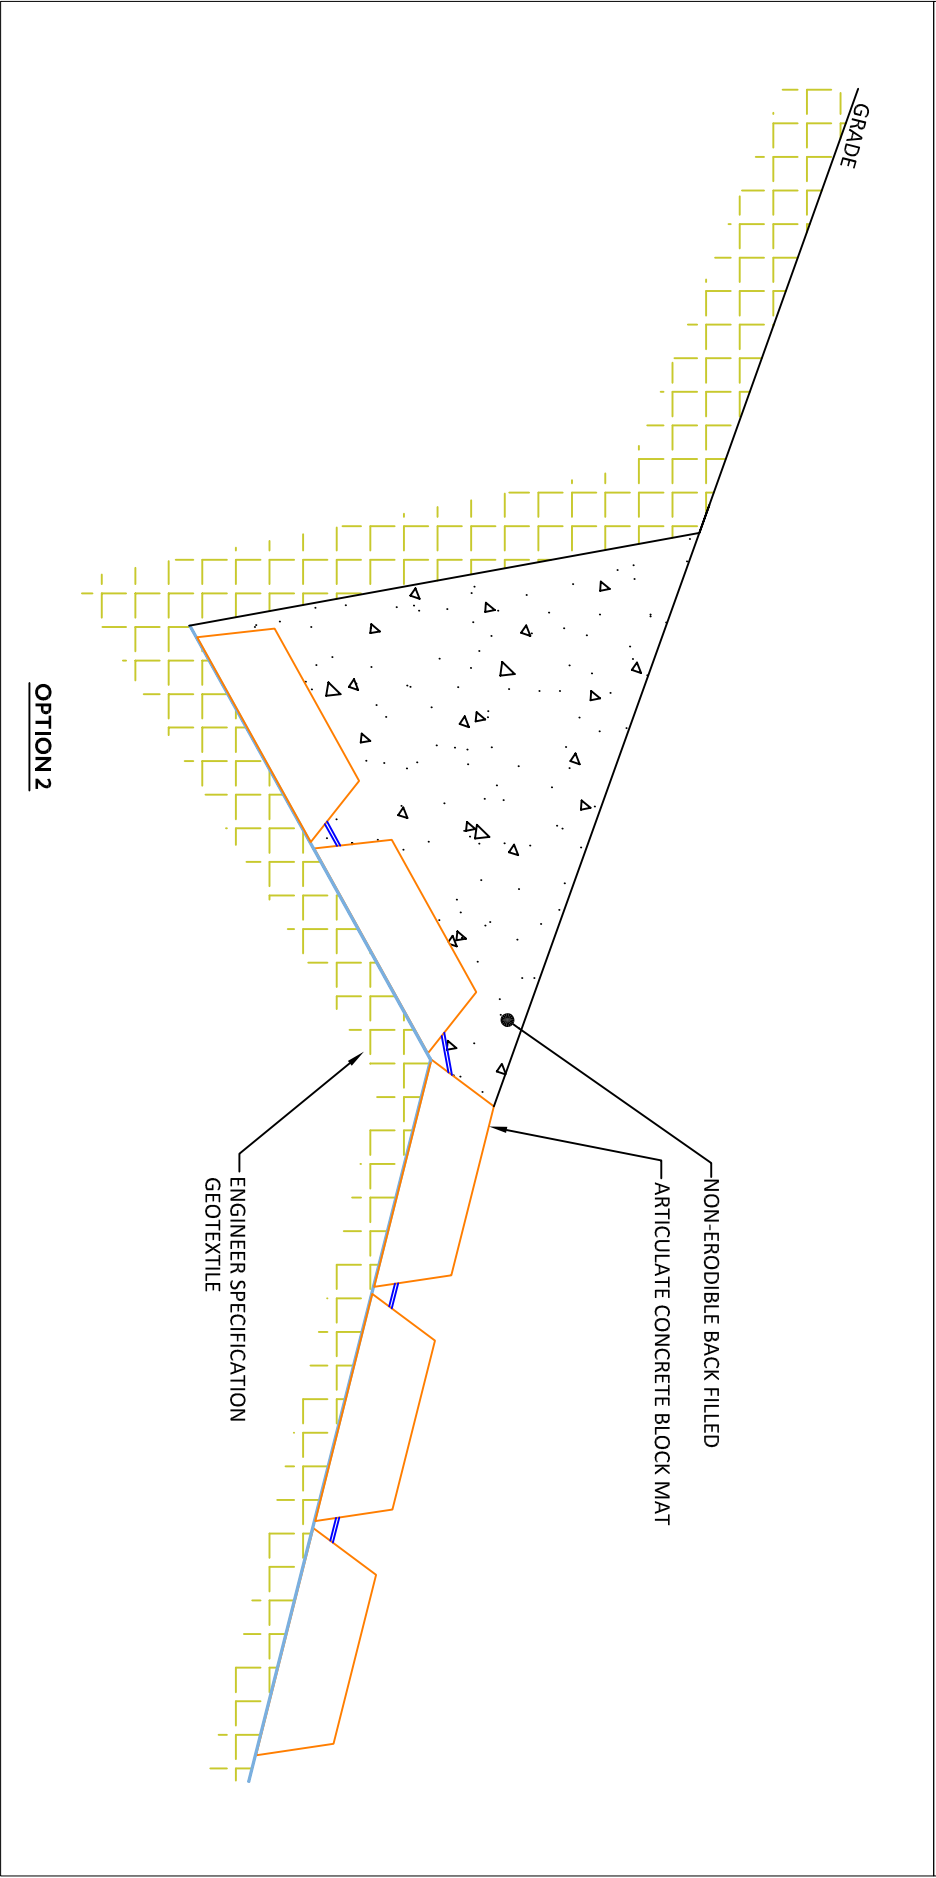 GRADE
NON-ERODIBLE BACK FILLED
ARTICULATE CONCRETE BLOCK MAT
ENGINEER SPECIFICATION
GEOTEXTILE
OPTION 2